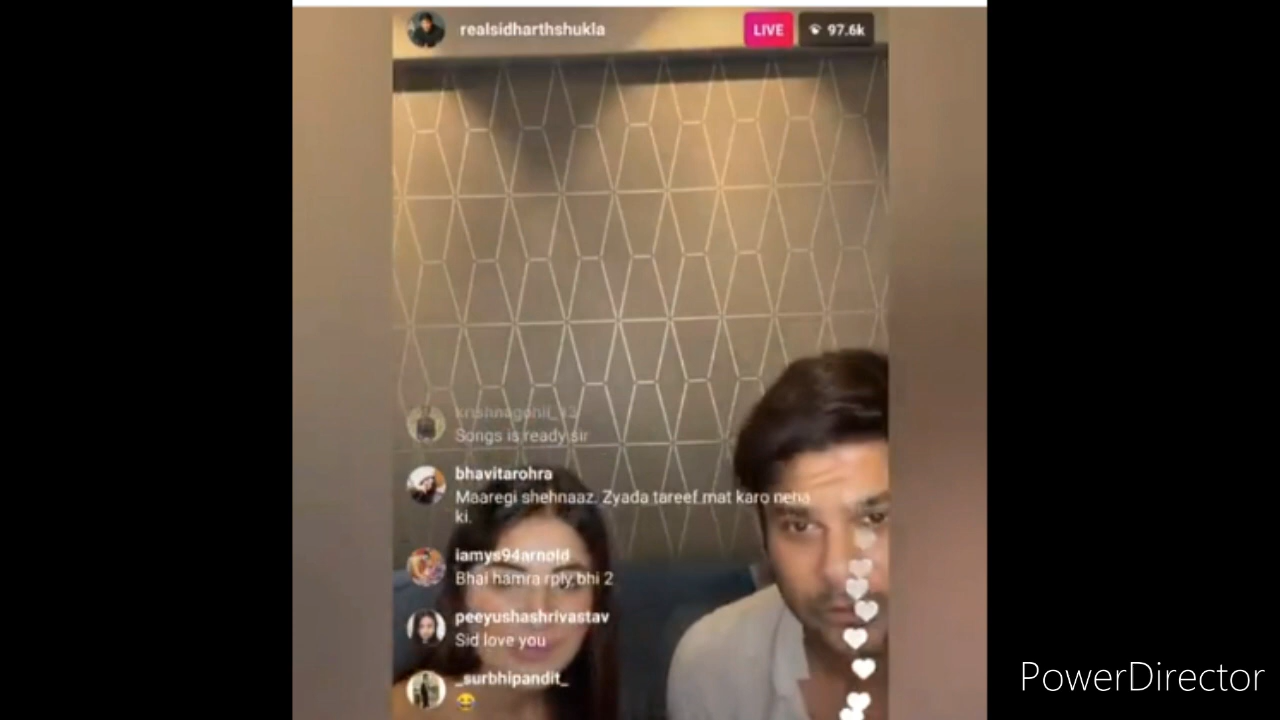 realsidharthshukla
LIVE
97.6k
Songs is ready sir
bhavitarohra
Maaregi shehnaaz. Zyada tareef mat karo neha
ki.
iamys94arnold
Bhai hamra rply bhi 2
peeyushashrivastav
Sid love you
_surbhipandit_
😂
PowerDirector